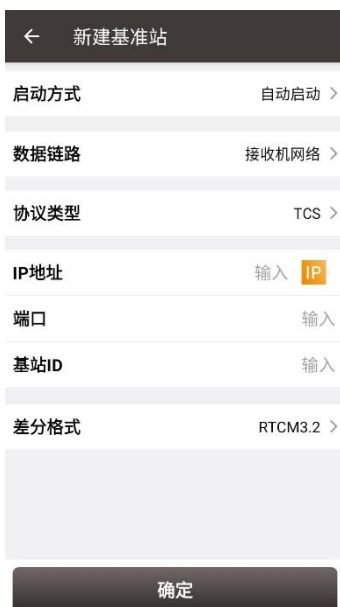 新建基准站
启动方式 自动启动
数据链路 接收机网络
协议类型 TCS
IP地址 输入 IP
端口 输入
基站ID 输入
差分格式 RTCM3.2
确定